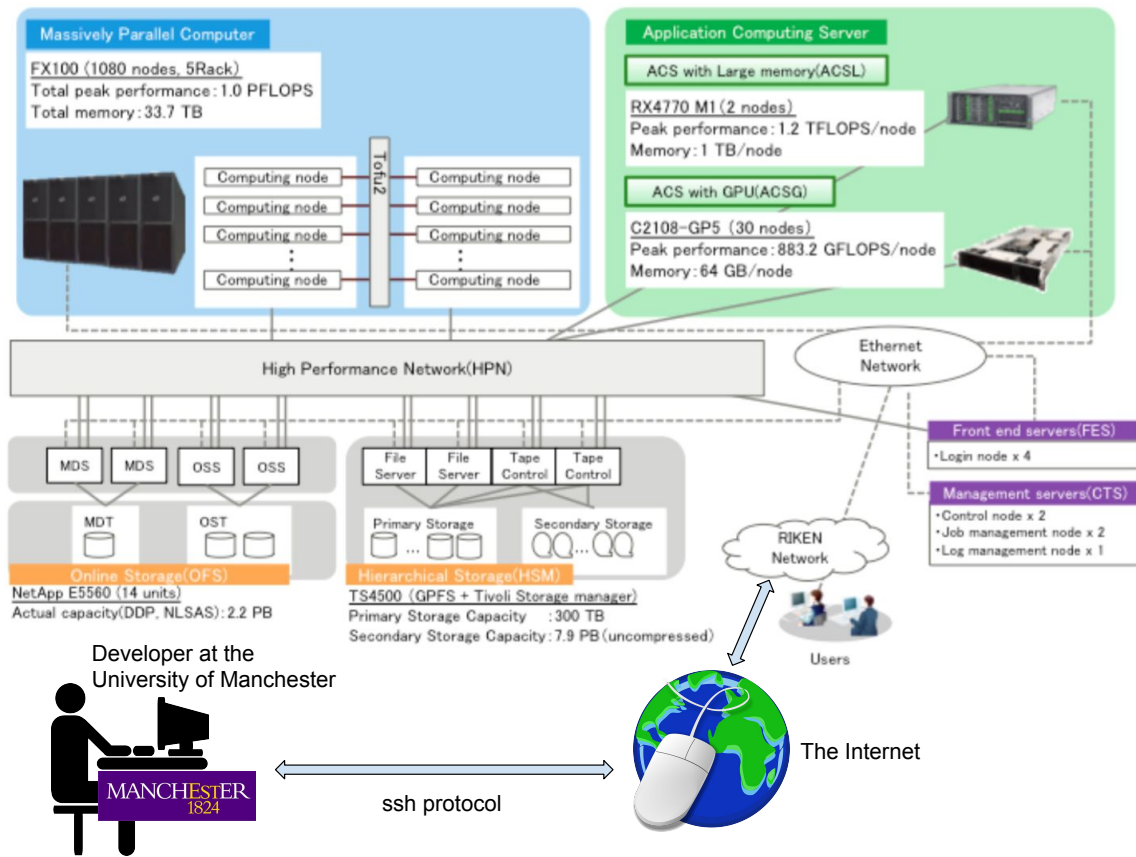 Massively Parallel Computer
FX100 (1080 nodes, 5Rack)
Total peak performance:1.0 PFLOPS
Total memory:33.7 TB
Computing node
Computing node
Computing node
Computing node
Tofu2
Computing node
Computing node
Computing node
Computing node
Application Computing Server
ACS with Large memory(ACSL)
RX4770 M1(2 nodes)
Peak performance:1.2 TFLOPS/node
Memory:1 TB/node
ACS with GPU(ACSG)
C2108-GP5 (30 nodes)
Peak performance:883.2 GFLOPS/node
Memory:64 GB/node
High Performance Network(HPN)
Ethernet
Network
MDS
MDS
OSS
OSS
MDT
OST
Online Storage(OFS)
NetApp E5560 (14 units)
Actual capacity(DDP, NLSAS):2.2 PB
File
Server
File
Server
Tape
Control
Tape
Control
Primary Storage
...
Secondary Storage
...
Hierarchical Storage(HSM)
TS4500 (GPFS + Tivoli Storage manager)
Primary Storage Capacity :300 TB
Secondary Storage Capacity:7.9 PB(uncompressed)
Front end servers(FES)
・Login node x 4
Management servers(CTS)
・Control node x 2
・Job management node x 2
・Log management node x 1
RIKEN
Network
Users
Developer at the
University of Manchester
MANCHESTER
1824
ssh protocol
The Internet